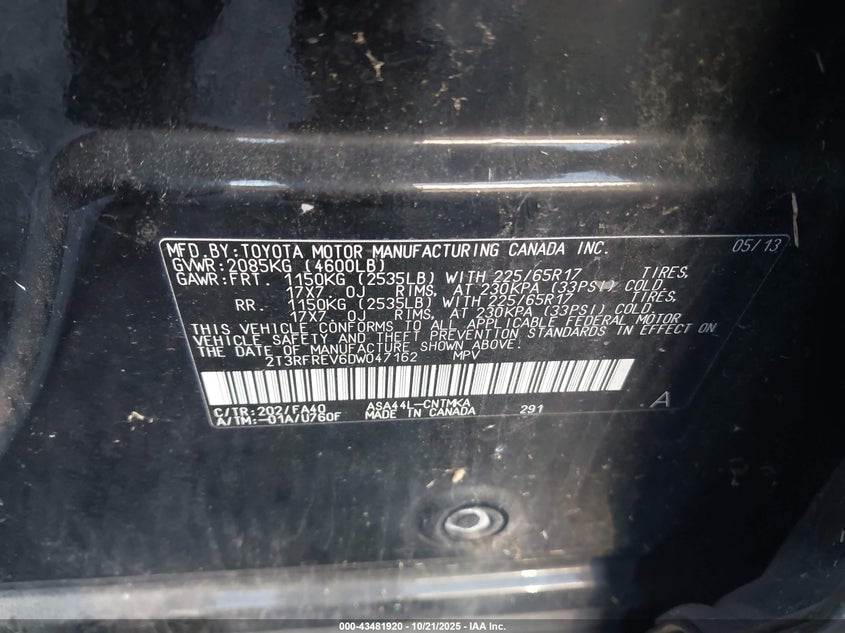 MFD.BY:TOYOTA MOTOR MANUFACTURING CANADA INC. 05/13
GVWR:2085KG (4600LB)
GAWR:FRT. 1150KG (2535LB) WITH 225/65R17 TIRES,
17X7 0J RIMS, AT 230KPA (33PSI) COLD.
RR. 1150KG (2535LB) WITH 225/65R17 TIRES,
17X7 0J RIMS, AT 230KPA (33PSI) COLD.
THIS VEHICLE CONFORMS TO ALL APPLICABLE FEDERAL MOTOR
VEHICLE SAFETY AND THEFT PREVENTION STANDARDS IN EFFECT ON
THE DATE OF MANUFACTURE SHOWN ABOVE.
2T3RFREV6DW047162 MPV
C/TR:202/FA40 ASA44L-CNTMKA 291 A
A/TM:-01A/U760F MADE IN CANADA
000-43481920 - 10/21/2025 - IAA Inc.